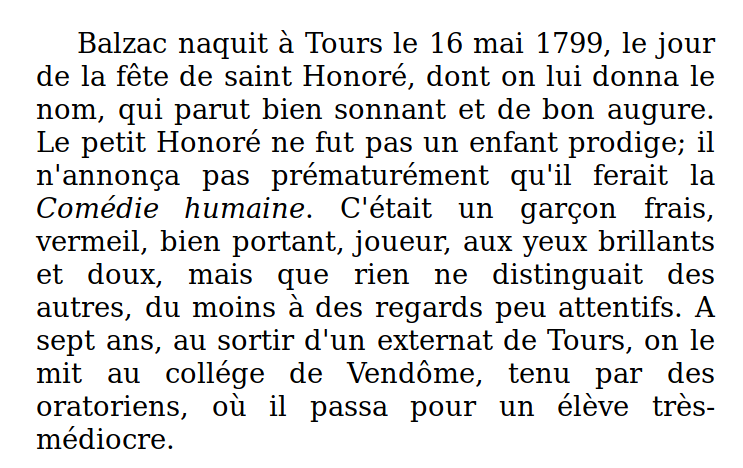 Balzac naquit à Tours le 16 mai 1799, le jour
de la fête de saint Honoré, dont on lui donna le
nom, qui parut bien sonnant et de bon augure.
Le petit Honoré ne fut pas un enfant prodige; il
n'annonça pas prématurément qu'il ferait la
Comédie humaine. C'était un garçon frais,
vermeil, bien portant, joueur, aux yeux brillants
et doux, mais que rien ne distinguait des
autres, du moins à des regards peu attentifs. A
sept ans, au sortir d'un externat de Tours, on le
mit au collége de Vendôme, tenu par des
oratoriens, où il passa pour un élève très-
médiocre.